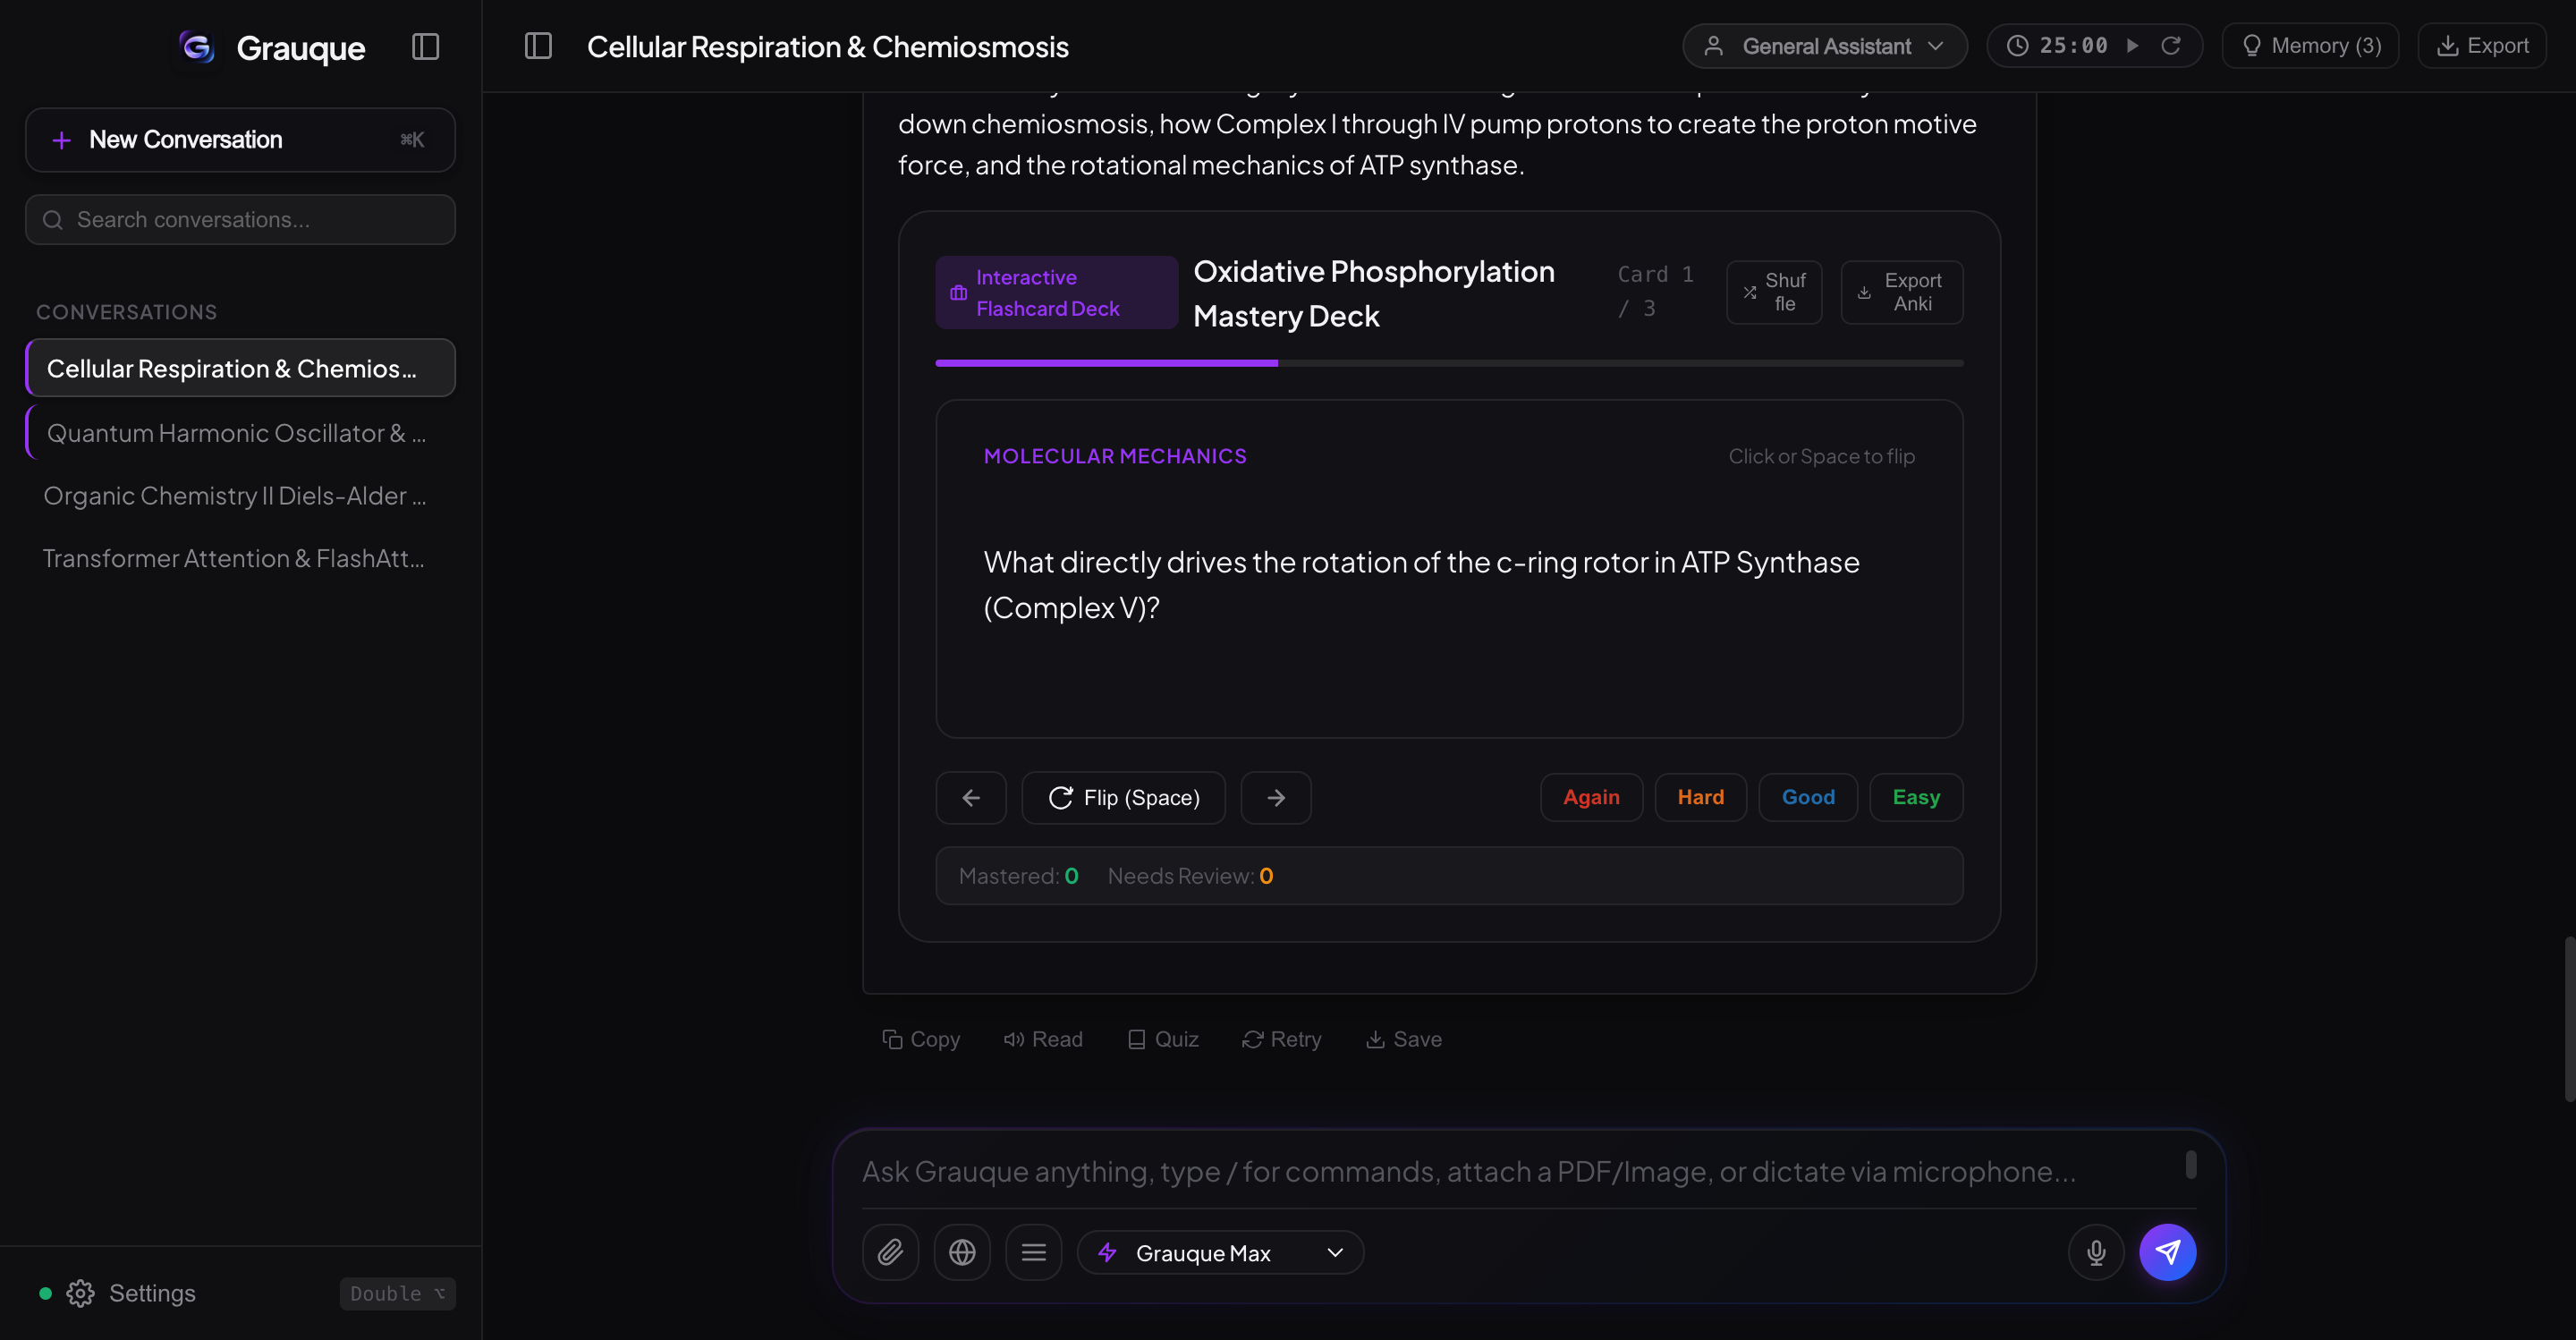 Grauque
New Conversation ⌘K
Search conversations...
CONVERSATIONS
Cellular Respiration & Chemios...
Quantum Harmonic Oscillator & ...
Organic Chemistry II Diels-Alder ...
Transformer Attention & FlashAtt...
Settings
Double ⌥
Cellular Respiration & Chemiosmosis
General Assistant
25:00
Memory (3)
Export
down chemiosmosis, how Complex I through IV pump protons to create the proton motive
force, and the rotational mechanics of ATP synthase.
Interactive
Flashcard Deck
Oxidative Phosphorylation
Mastery Deck
Card 1
/ 3
Shuf
fle
Export
Anki
MOLECULAR MECHANICS
Click or Space to flip
What directly drives the rotation of the c-ring rotor in ATP Synthase
(Complex V)?
Flip (Space)
Again
Hard
Good
Easy
Mastered: 0 Needs Review: 0
Copy
Read
Quiz
Retry
Save
Ask Grauque anything, type / for commands, attach a PDF/Image, or dictate via microphone...
Grauque Max